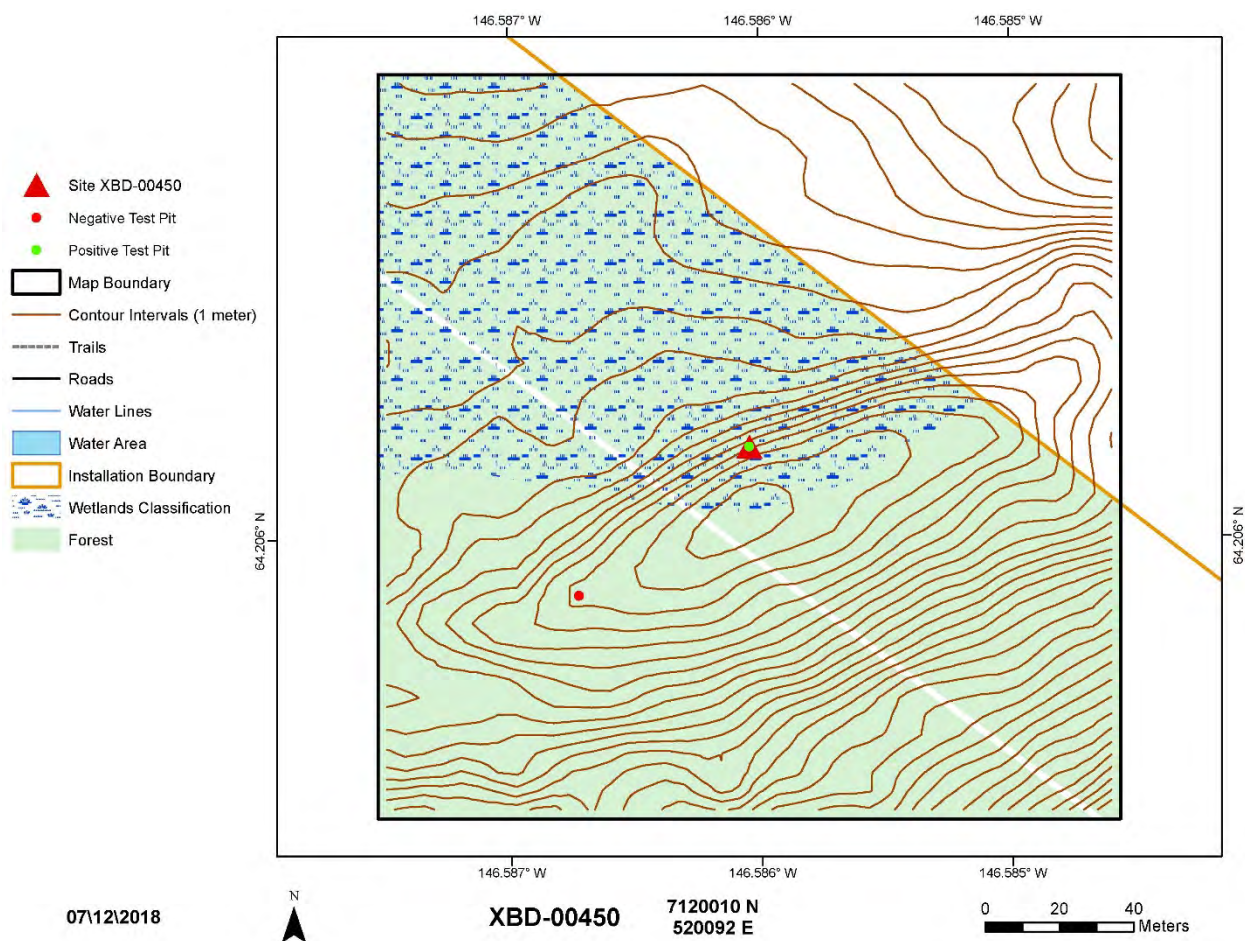 146.587° W
146.586° W
146.585° W
Site XBD-00450
Negative Test Pit
Positive Test Pit
Map Boundary
Contour Intervals (1 meter)
Trails
Roads
Water Lines
Water Area
Installation Boundary
Wetlands Classification
Forest
64.206° N
64.206° N
146.587° W
146.586° W
146.585° W
07\12\2018
N
XBD-00450
7120010 N
520092 E
0 20 40
Meters